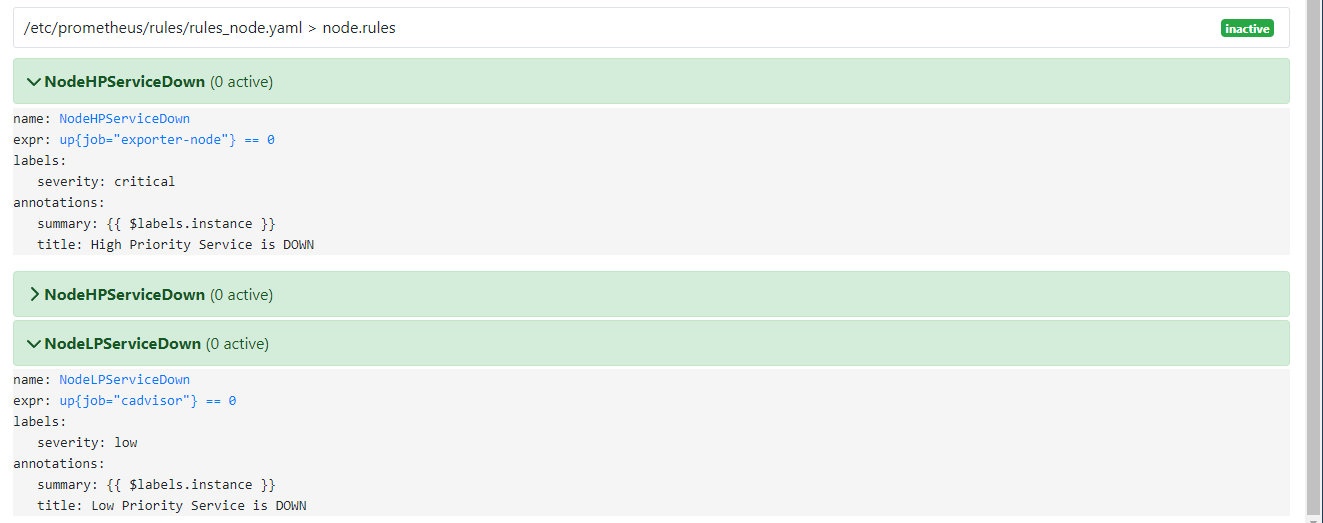 /etc/prometheus/rules/rules_node.yaml > node.rules
inactive
NodeHPServiceDown (0 active)
name: NodeHPServiceDown
expr: up{job="exporter-node"} == 0
labels:
severity: critical
annotations:
summary: {{ $labels.instance }}
title: High Priority Service is DOWN
NodeHPServiceDown (0 active)
NodeLPServiceDown (0 active)
name: NodeLPServiceDown
expr: up{job="cadvisor"} == 0
labels:
severity: low
annotations:
summary: {{ $labels.instance }}
title: Low Priority Service is DOWN